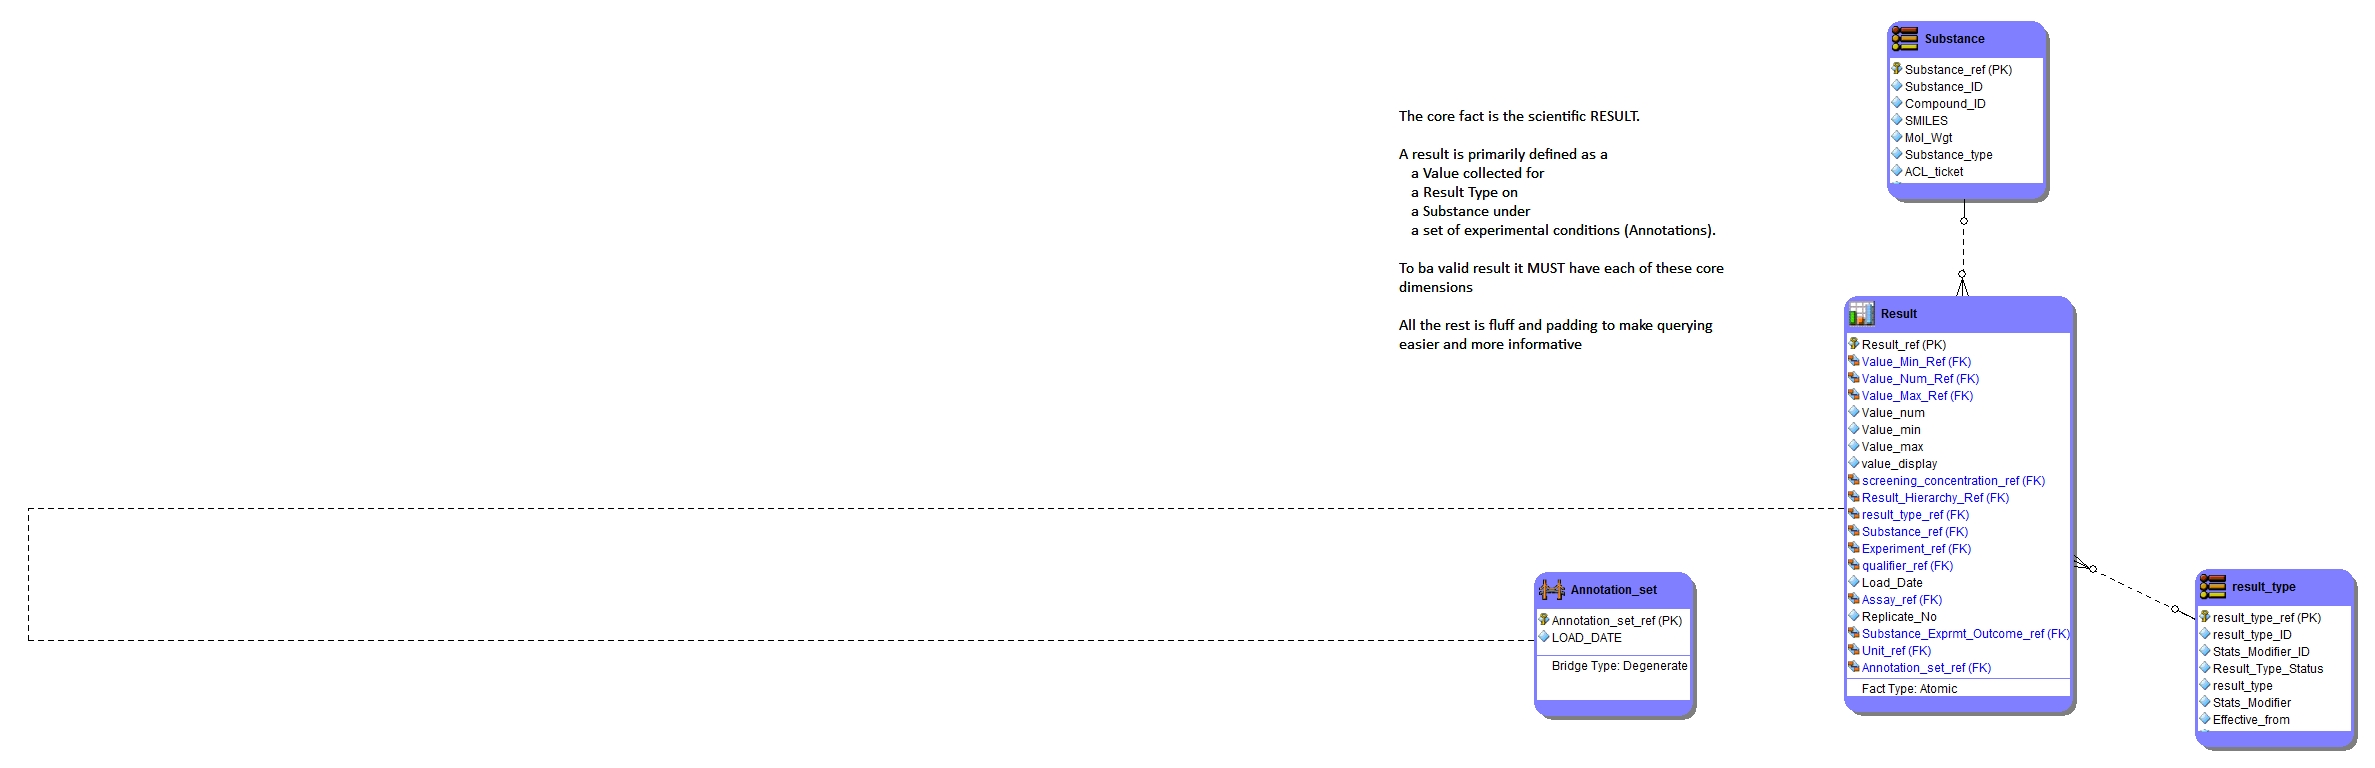 Substance
Substance_ref (PK)
Substance_ID
Compound_ID
SMILES
Mol_Wgt
Substance_type
ACL_ticket
The core fact is the scientific RESULT.
A result is primarily defined as a
a Value collected for
a Result Type on
a Substance under
a set of experimental conditions (Annotations).
To ba valid result it MUST have each of these core
dimensions
All the rest is fluff and padding to make querying
easier and more informative
Result
Result_ref (PK)
Value_Min_Ref (FK)
Value_Num_Ref (FK)
Value_Max_Ref (FK)
Value_num
Value_min
Value_max
value_display
screening_concentration_ref (FK)
Result_Hierarchy_Ref (FK)
result_type_ref (FK)
Substance_ref (FK)
Experiment_ref (FK)
qualifier_ref (FK)
Load_Date
Assay_ref (FK)
Replicate_No
Substance_Exprmt_Outcome_ref (FK)
Unit_ref (FK)
Annotation_set_ref (FK)
Fact Type: Atomic
Annotation_set
Annotation_set_ref (PK)
LOAD_DATE
Bridge Type: Degenerate
result_type
result_type_ref (PK)
result_type_ID
Stats_Modifier_ID
Result_Type_Status
result_type
Stats_Modifier
Effective_from